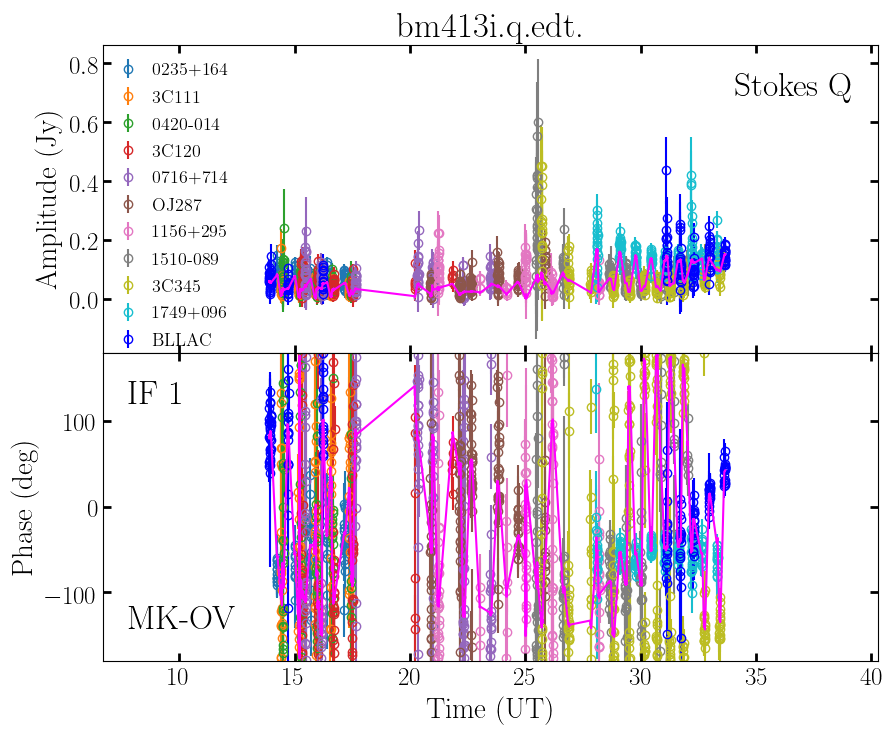 bm413i.q.edt.
Stokes Q
Amplitude (Jy)
0.8
0.6
0.4
0.2
0.0
0235+164
3C111
0420-014
3C120
0716+714
OJ287
1156+295
1510-089
3C345
1749+096
BLLAC
IF 1
MK-OV
Phase (deg)
100
0
−100
10
15
20
25
30
35
40
Time (UT)